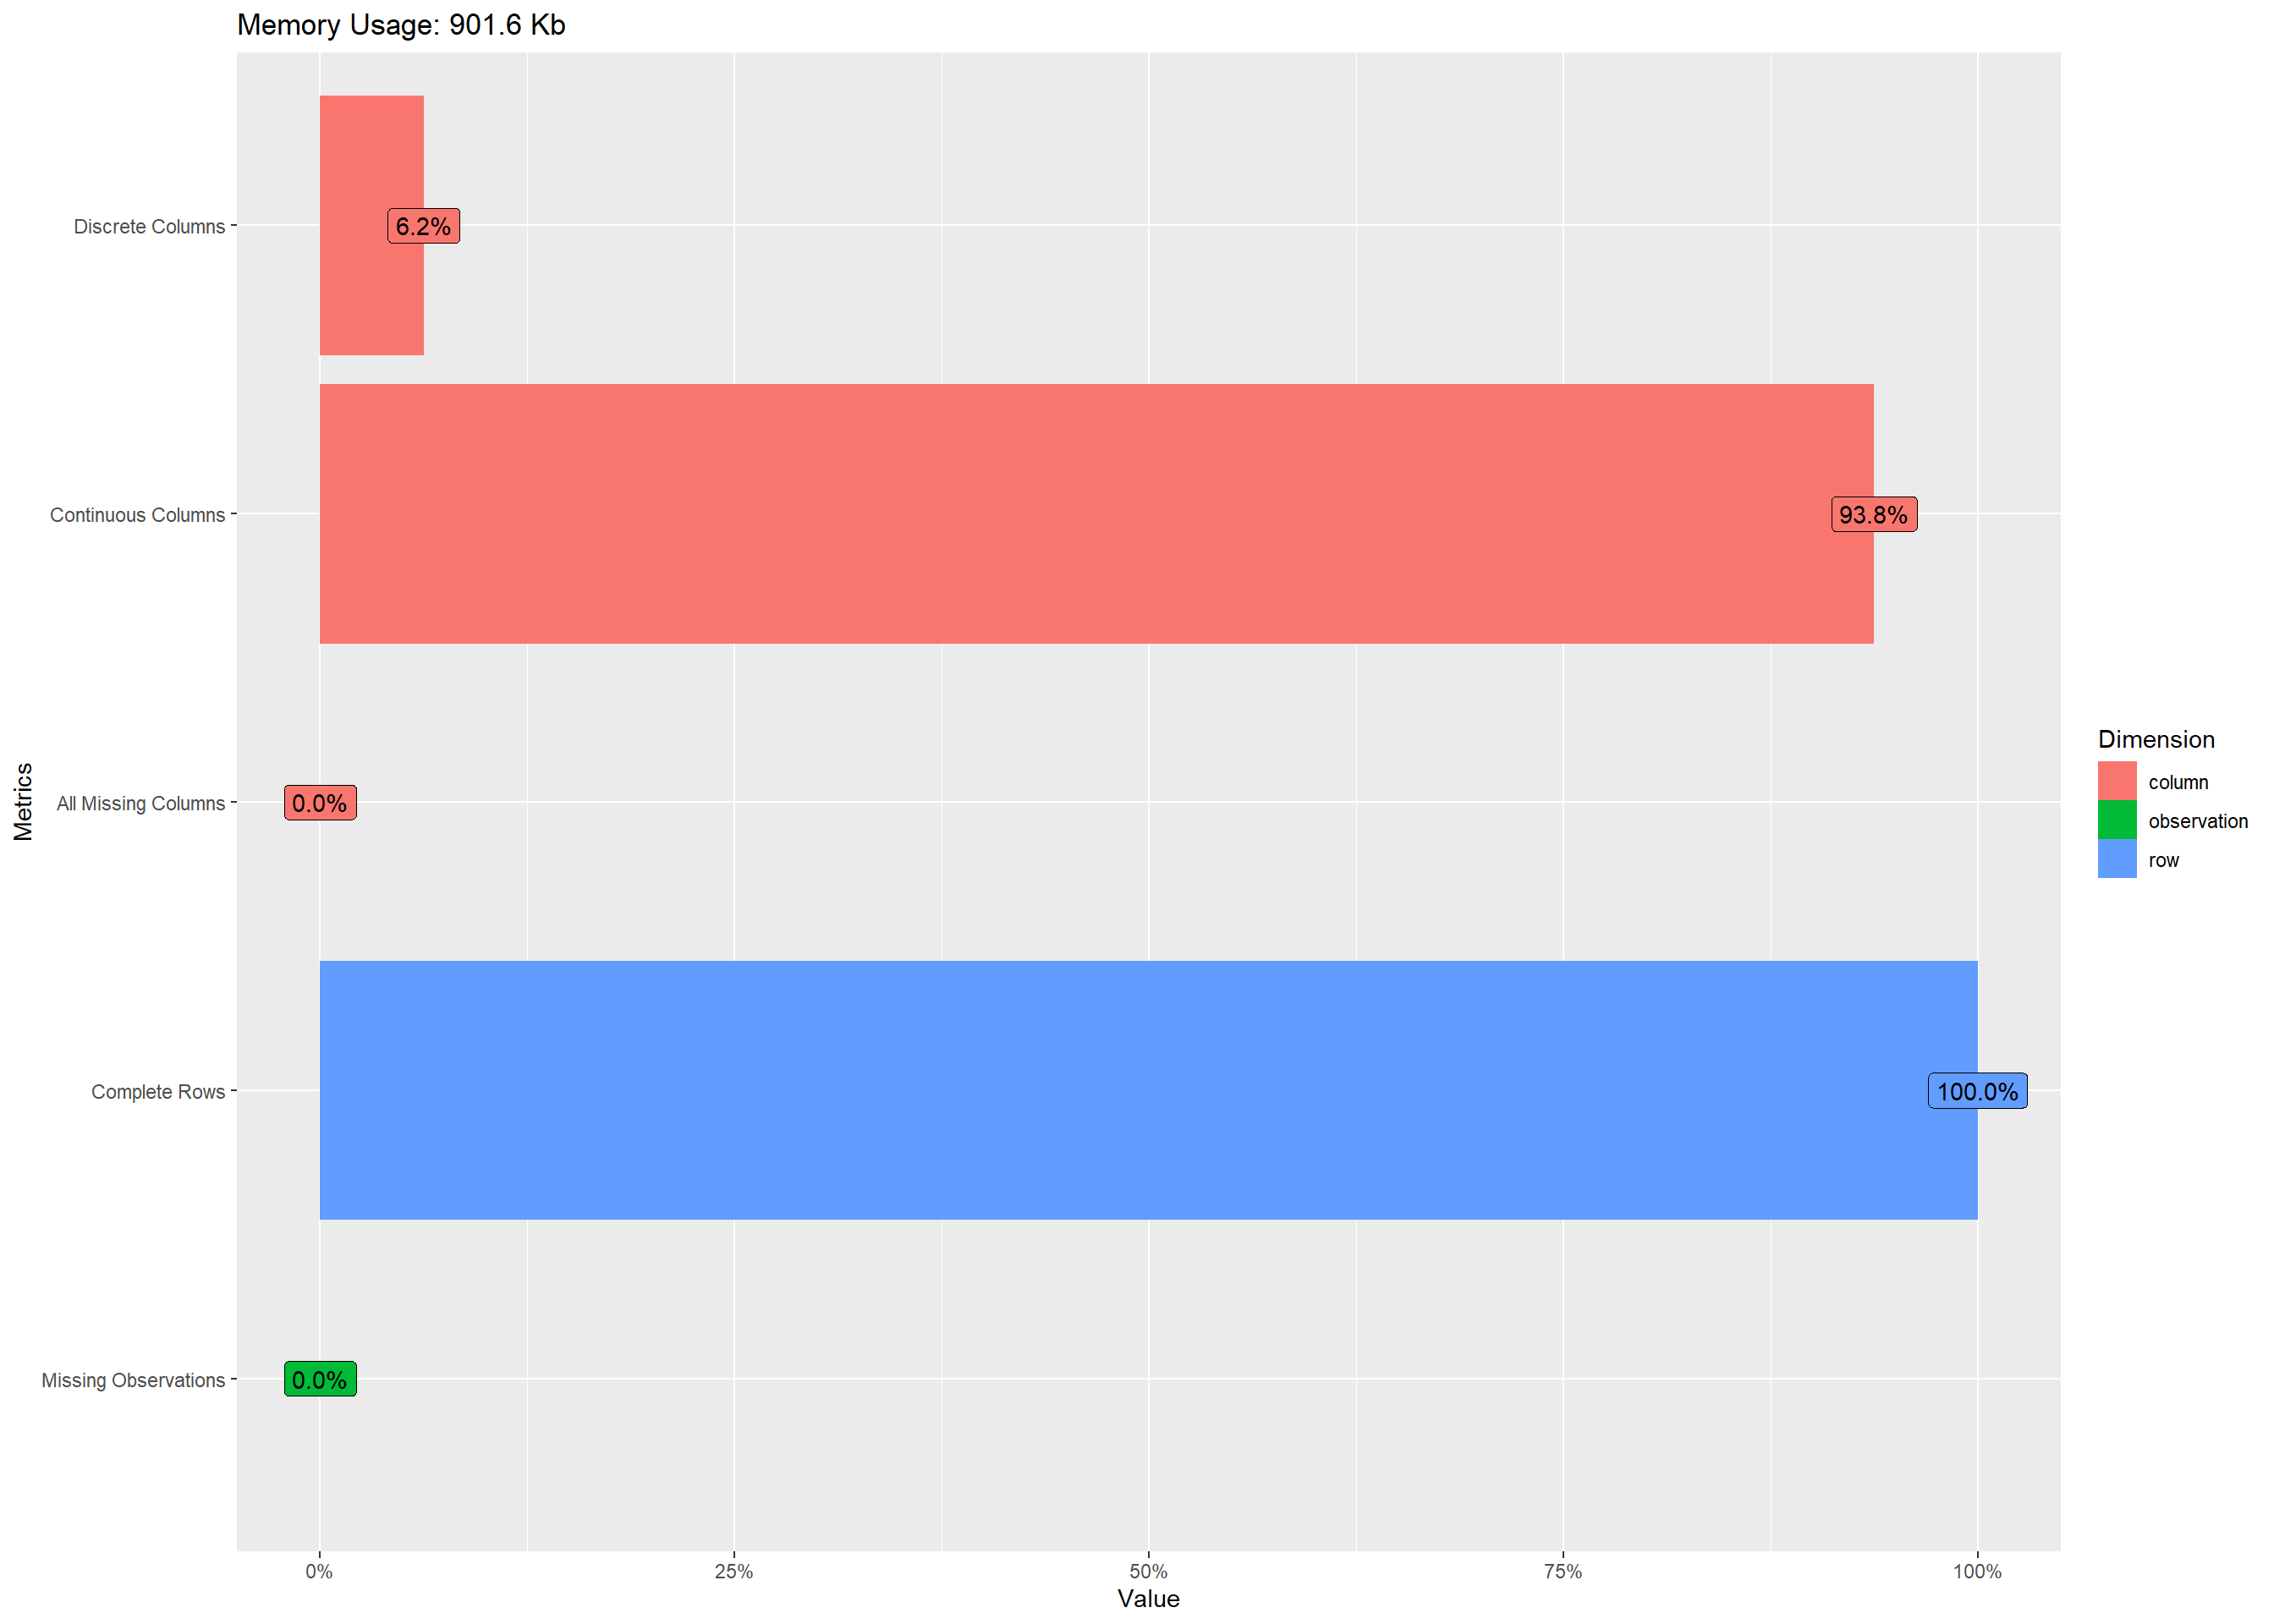 Memory Usage: 901.6 Kb
Discrete Columns
6.2%
Continuous Columns
93.8%
All Missing Columns
0.0%
Complete Rows
100.0%
Missing Observations
0.0%
Metrics
0%
25%
50%
75%
100%
Value
Dimension
column
observation
row